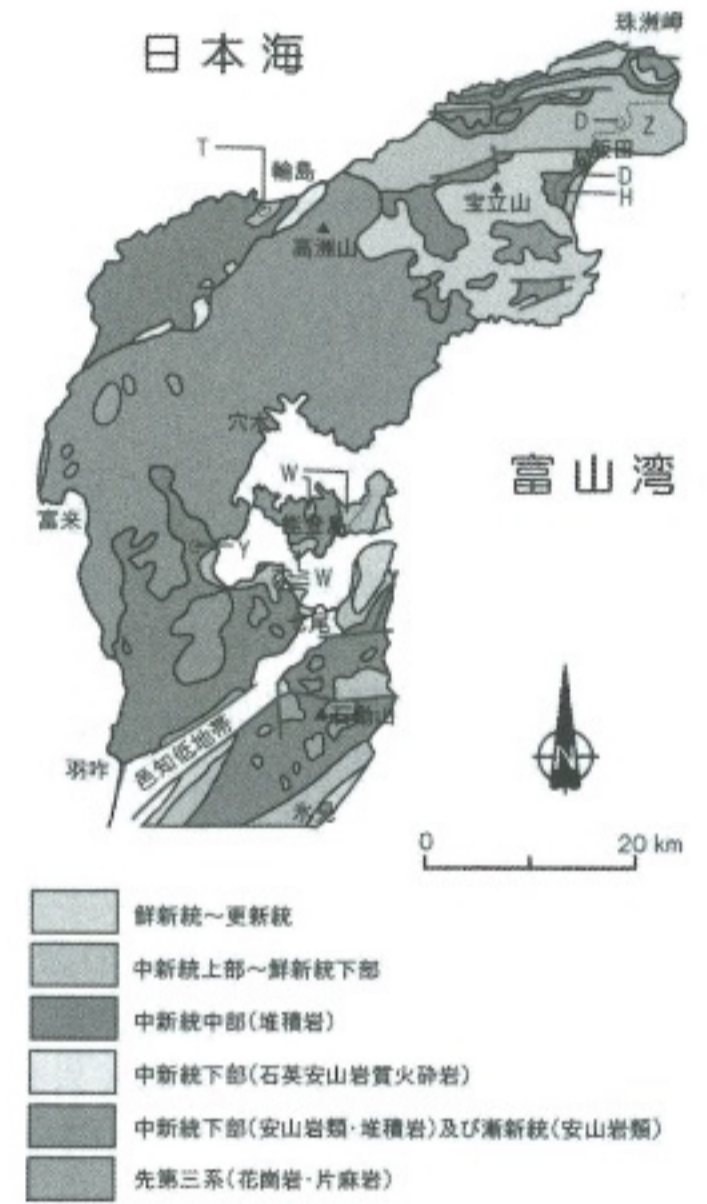 珠洲岬
日本海
D
Z
飯田
T
輪島
D
H
宝立山
高洲山
穴水
富山湾
W
能登島
富来
Y
W
七尾
石動山
邑知低地帯
羽咋
N
氷見
0 20 km
鮮新統～更新統
中新統上部～鮮新統下部
中新統中部(堆積岩)
中新統下部(石英安山岩質火砕岩)
中新統下部(安山岩類・堆積岩)及び漸新統(安山岩類)
先第三系(花崗岩・片麻岩)